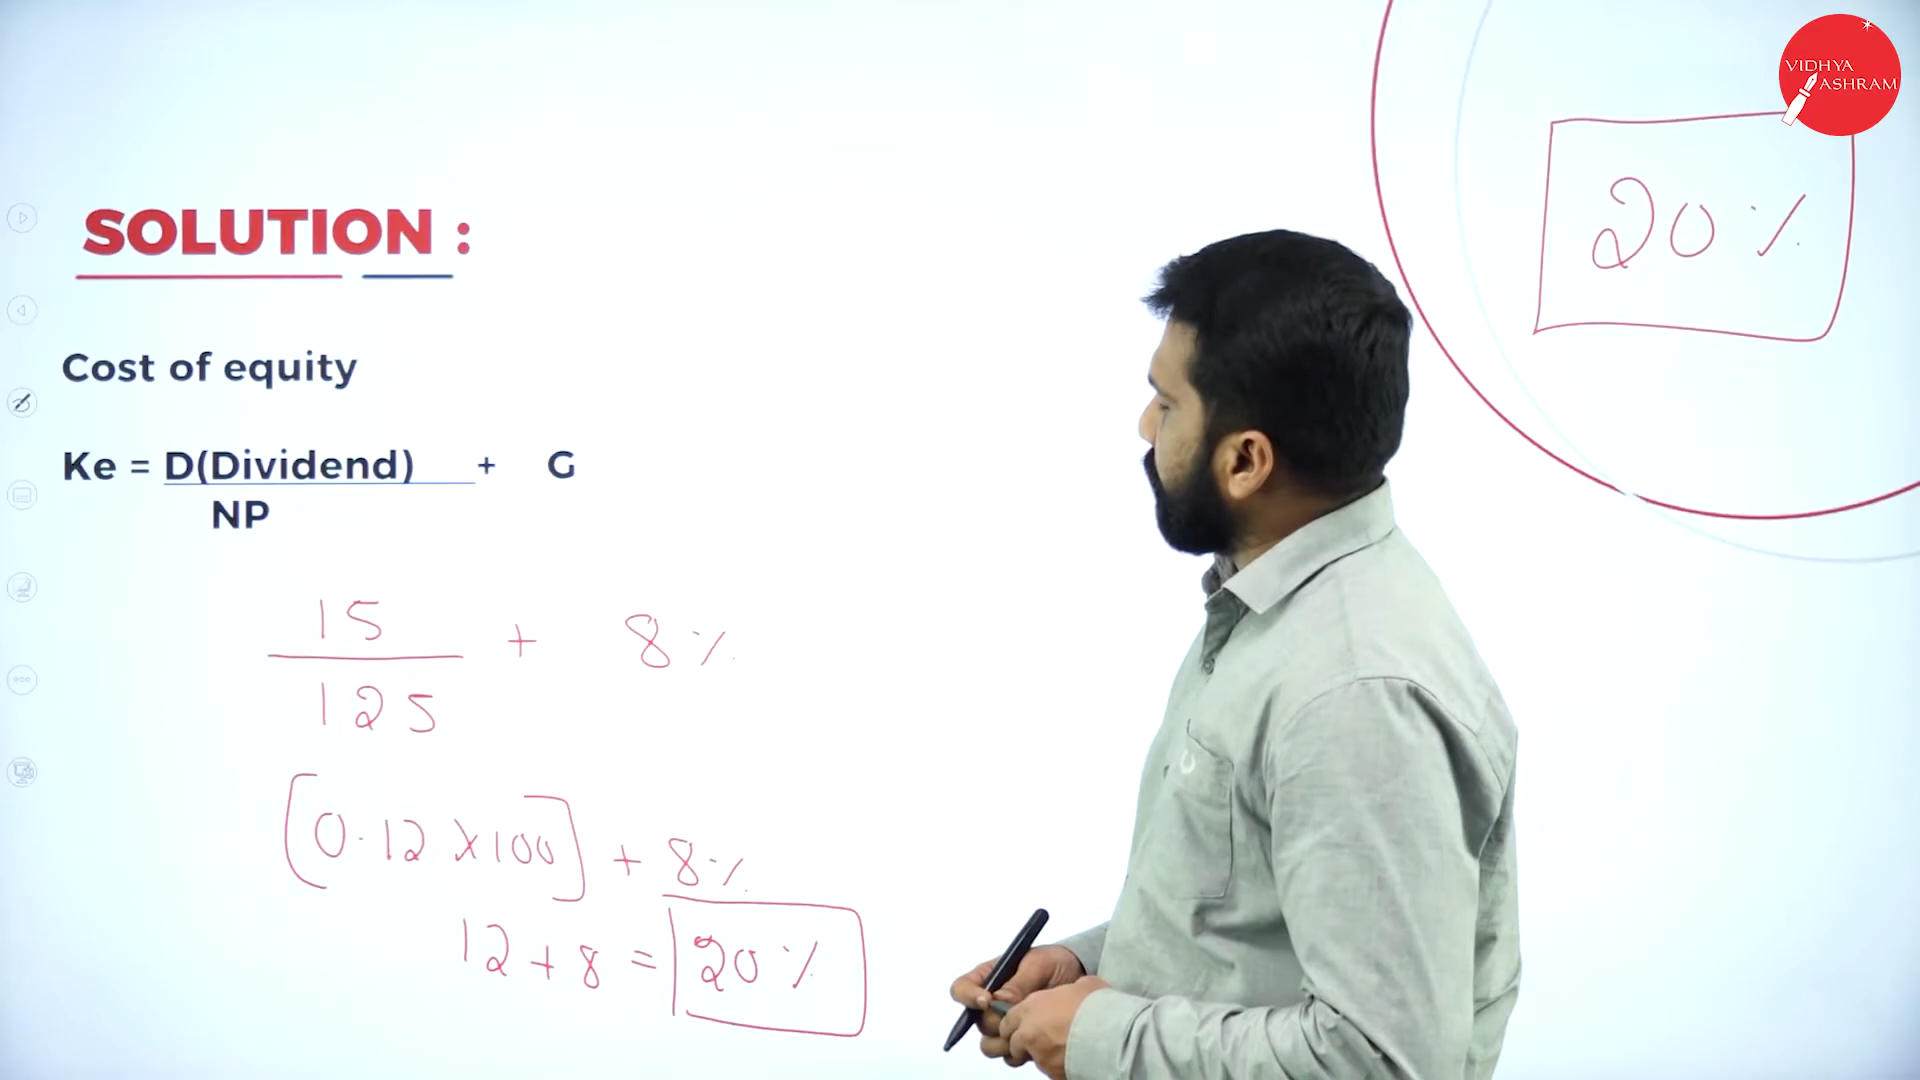 VIDHYA
ASHRAM
20%
SOLUTION :
Cost of equity
Ke = D(Dividend) + G
NP
15 + 8%
125
[0.12 x100] + 8%
12 + 8 = 20%